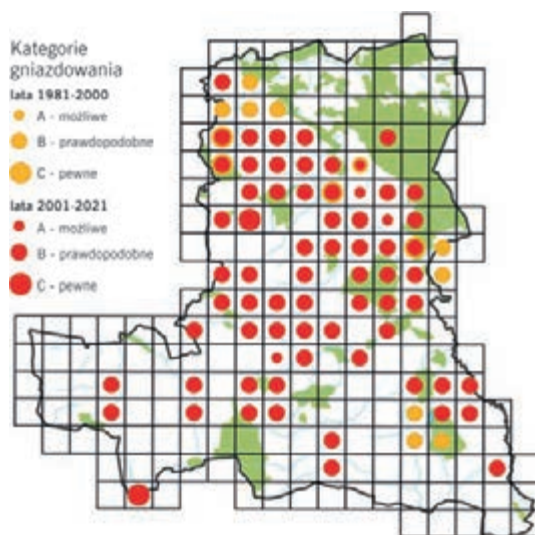 Kategorie
gniazdowania
lata 1981-2000
A - możliwe
B - prawdopodobne
C - pewne
lata 2001-2021
A - możliwe
B - prawdopodobne
C - pewne